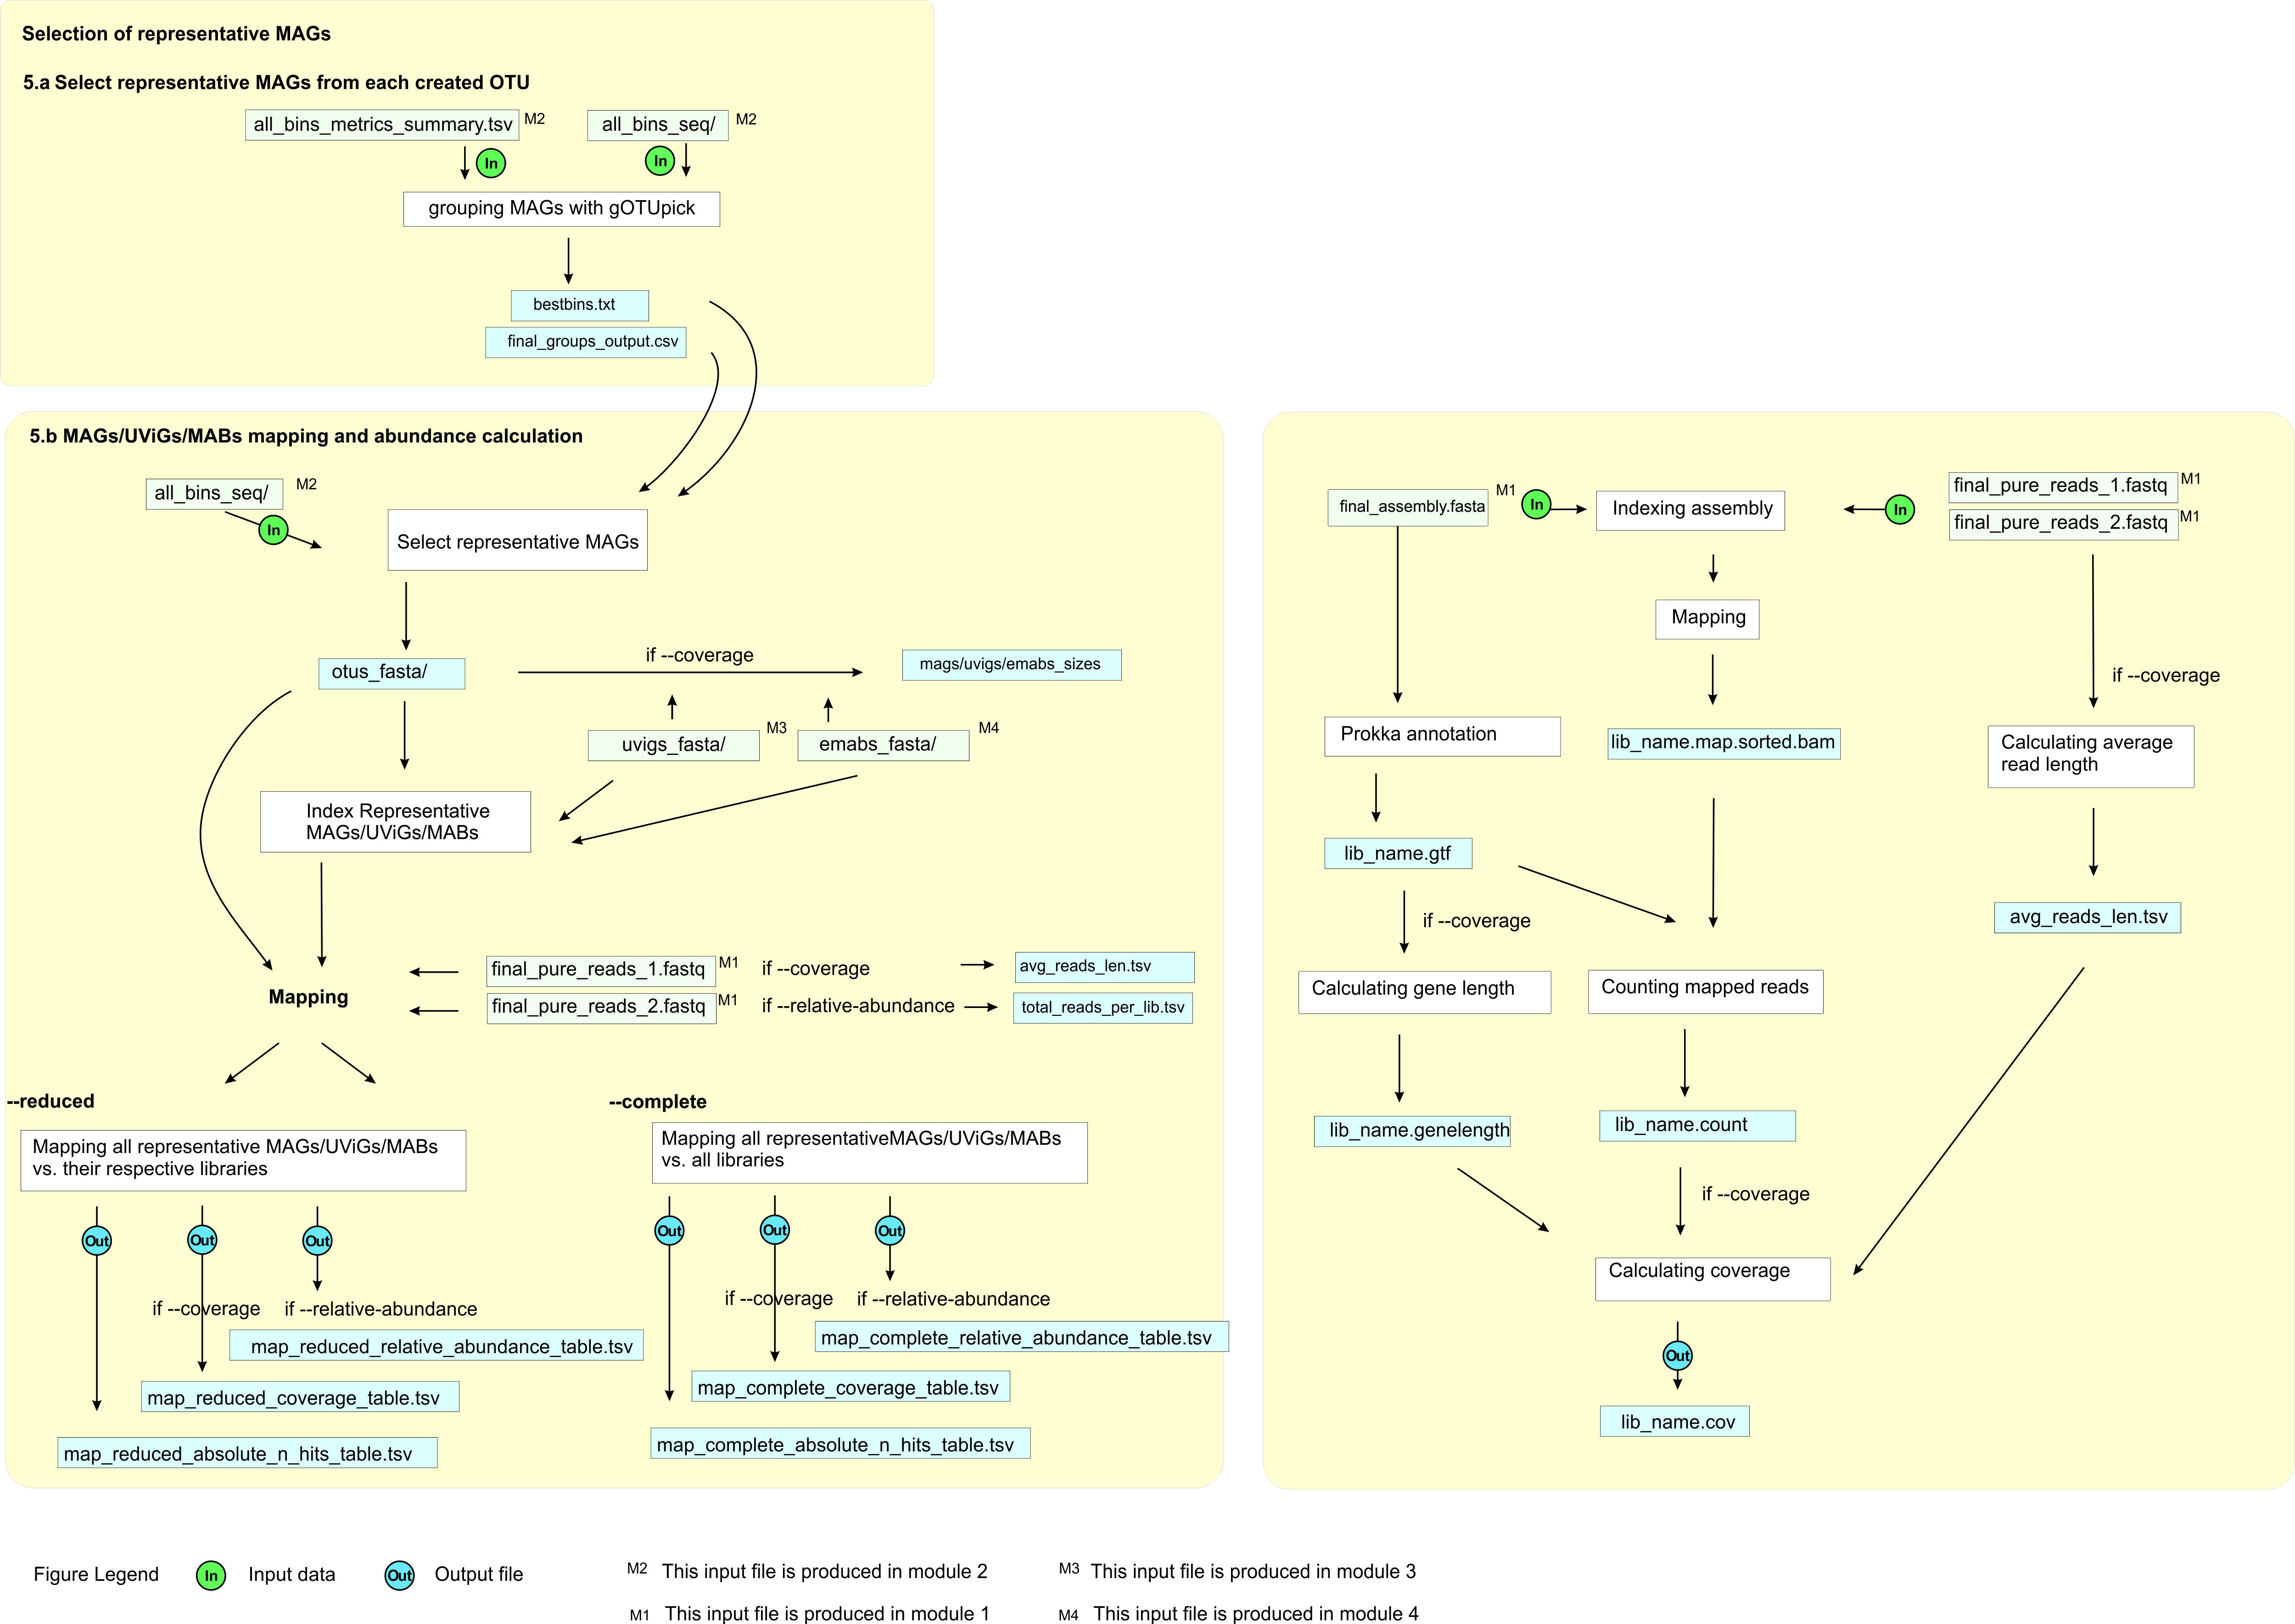 Selection of representative MAGs
5.a Select representative MAGs from each created OTU
all_bins_metrics_summary.tsv M2
all_bins_seq/ M2
In
In
grouping MAGs with gOTUpick
bestbins.txt
final_groups_output.csv
5.b MAGs/UViGs/MABs mapping and abundance calculation
all_bins_seq/ M2
In
Select representative MAGs
otus_fasta/
if --coverage
mags/uvigs/emabs_sizes
uvigs_fasta/ M3
emabs_fasta/ M4
Index Representative
MAGs/UViGs/MABs
Mapping
final_pure_reads_1.fastq M1
if --coverage
avg_reads_len.tsv
final_pure_reads_2.fastq M1
if --relative-abundance
total_reads_per_lib.tsv
--reduced
Mapping all representative MAGs/UViGs/MABs
vs. their respective libraries
Out
Out
Out
if --coverage
if --relative-abundance
map_reduced_relative_abundance_table.tsv
map_reduced_coverage_table.tsv
map_reduced_absolute_n_hits_table.tsv
--complete
Mapping all representativeMAGs/UViGs/MABs
vs. all libraries
Out
Out
Out
if --coverage
if --relative-abundance
map_complete_relative_abundance_table.tsv
map_complete_coverage_table.tsv
map_complete_absolute_n_hits_table.tsv
final_assembly.fasta M1
In
Indexing assembly
In
final_pure_reads_1.fastq M1
final_pure_reads_2.fastq M1
Mapping
if --coverage
Prokka annotation
lib_name.map.sorted.bam
Calculating average
read length
lib_name.gtf
if --coverage
avg_reads_len.tsv
Calculating gene length
Counting mapped reads
lib_name.genelength
lib_name.count
if --coverage
Calculating coverage
Out
lib_name.cov
Figure Legend
In
Input data
Out
Output file
M2 This input file is produced in module 2
M3 This input file is produced in module 3
M1 This input file is produced in module 1
M4 This input file is produced in module 4